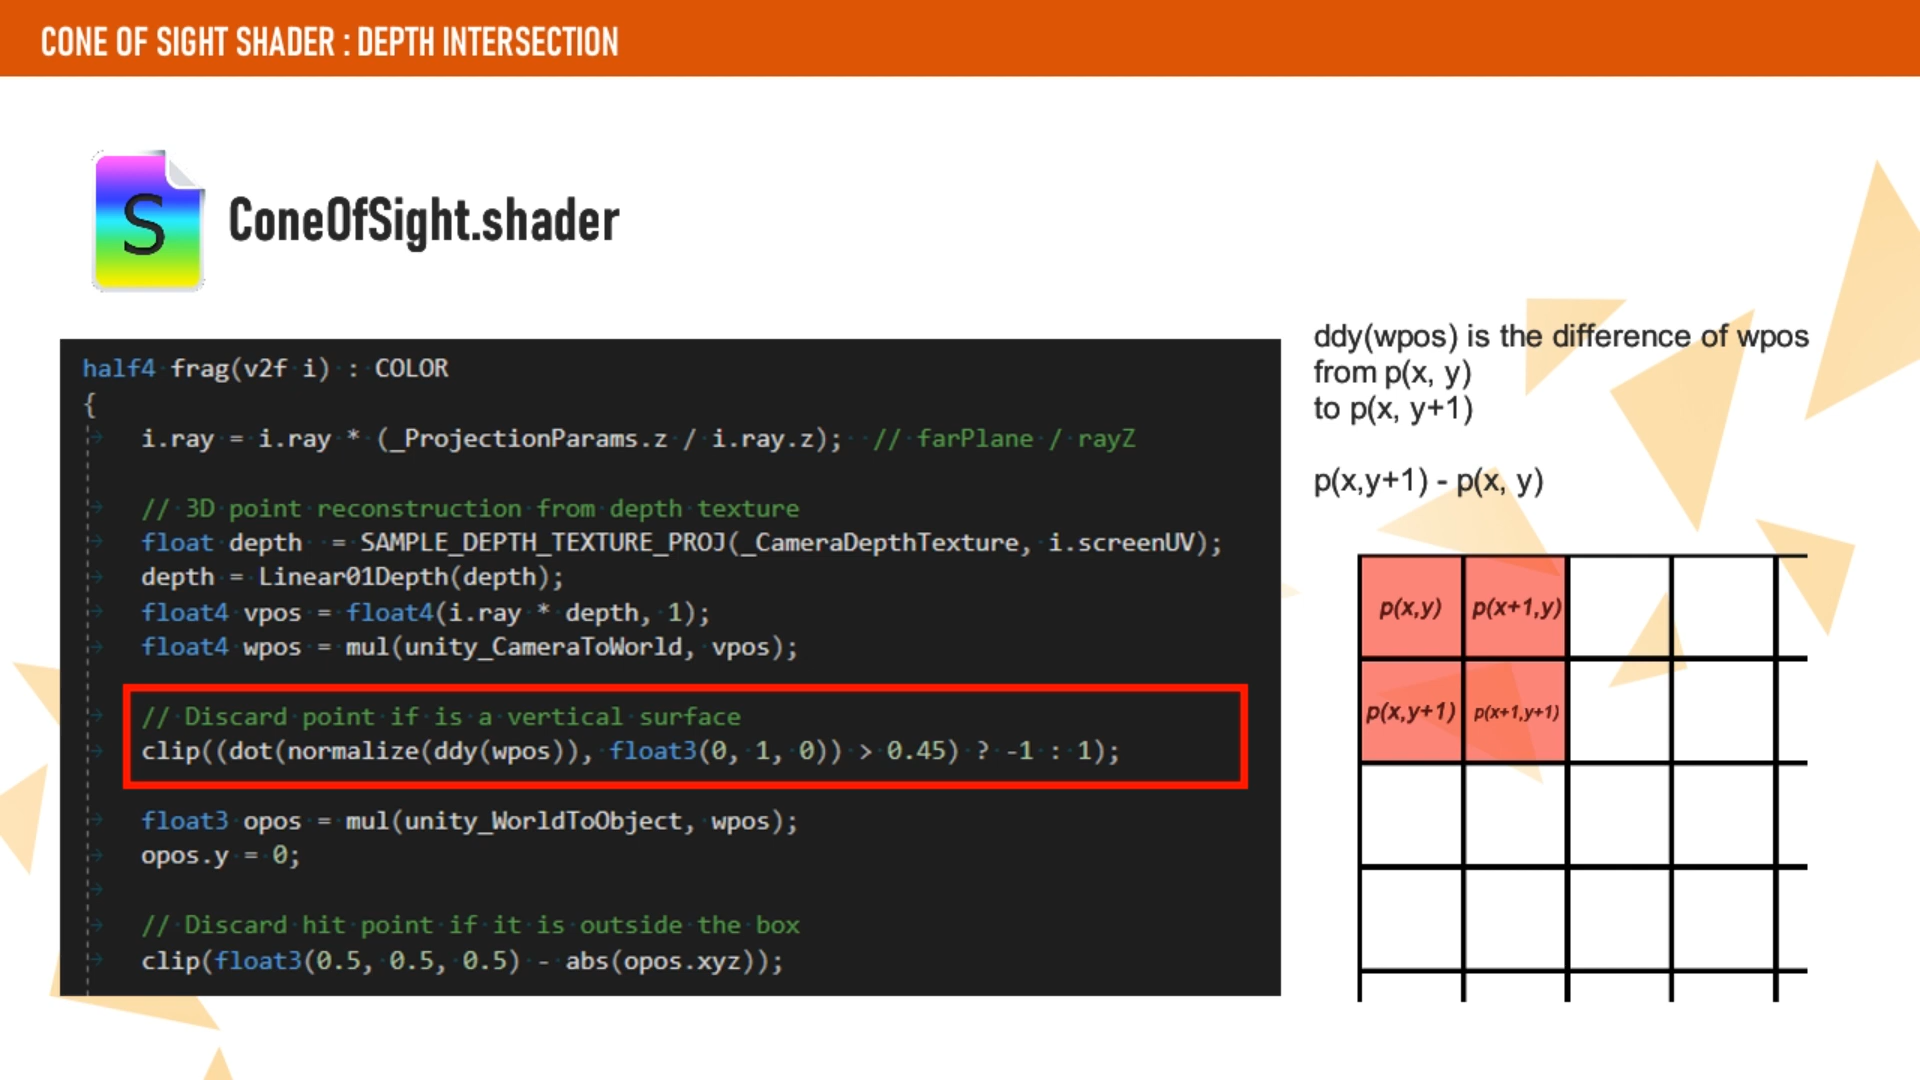 CONE OF SIGHT SHADER : DEPTH INTERSECTION
S
ConeOfSight.shader
half4 frag(v2f i) : COLOR
{
i.ray = i.ray * (_ProjectionParams.z / i.ray.z);  // farPlane / rayZ
// 3D point reconstruction from depth texture
float depth  = SAMPLE_DEPTH_TEXTURE_PROJ(_CameraDepthTexture, i.screenUV);
depth = Linear01Depth(depth);
float4 vpos = float4(i.ray * depth, 1);
float4 wpos = mul(unity_CameraToWorld, vpos);
// Discard point if is a vertical surface
clip((dot(normalize(ddy(wpos)), float3(0, 1, 0)) > 0.45) ? -1 : 1);
float3 opos = mul(unity_WorldToObject, wpos);
opos.y = 0;
// Discard hit point if it is outside the box
clip(float3(0.5, 0.5, 0.5) - abs(opos.xyz));
ddy(wpos) is the difference of wpos
from p(x, y)
to p(x, y+1)
p(x,y+1) - p(x, y)
p(x,y) p(x+1,y)
p(x,y+1) p(x+1,y+1)